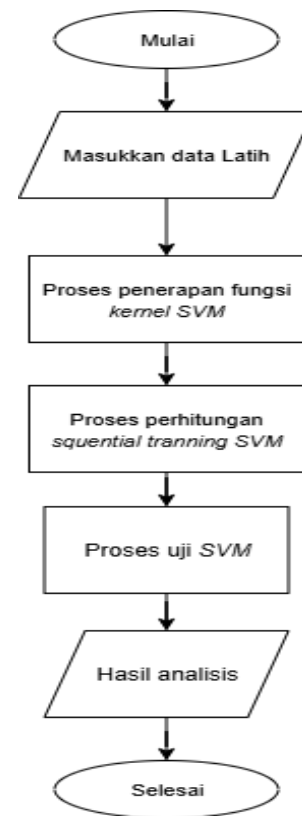 Mulai
Masukkan data Latih
Proses penerapan fungsi
kernel SVM
Proses perhitungan
squential tranning SVM
Proses uji SVM
Hasil analisis
Selesai